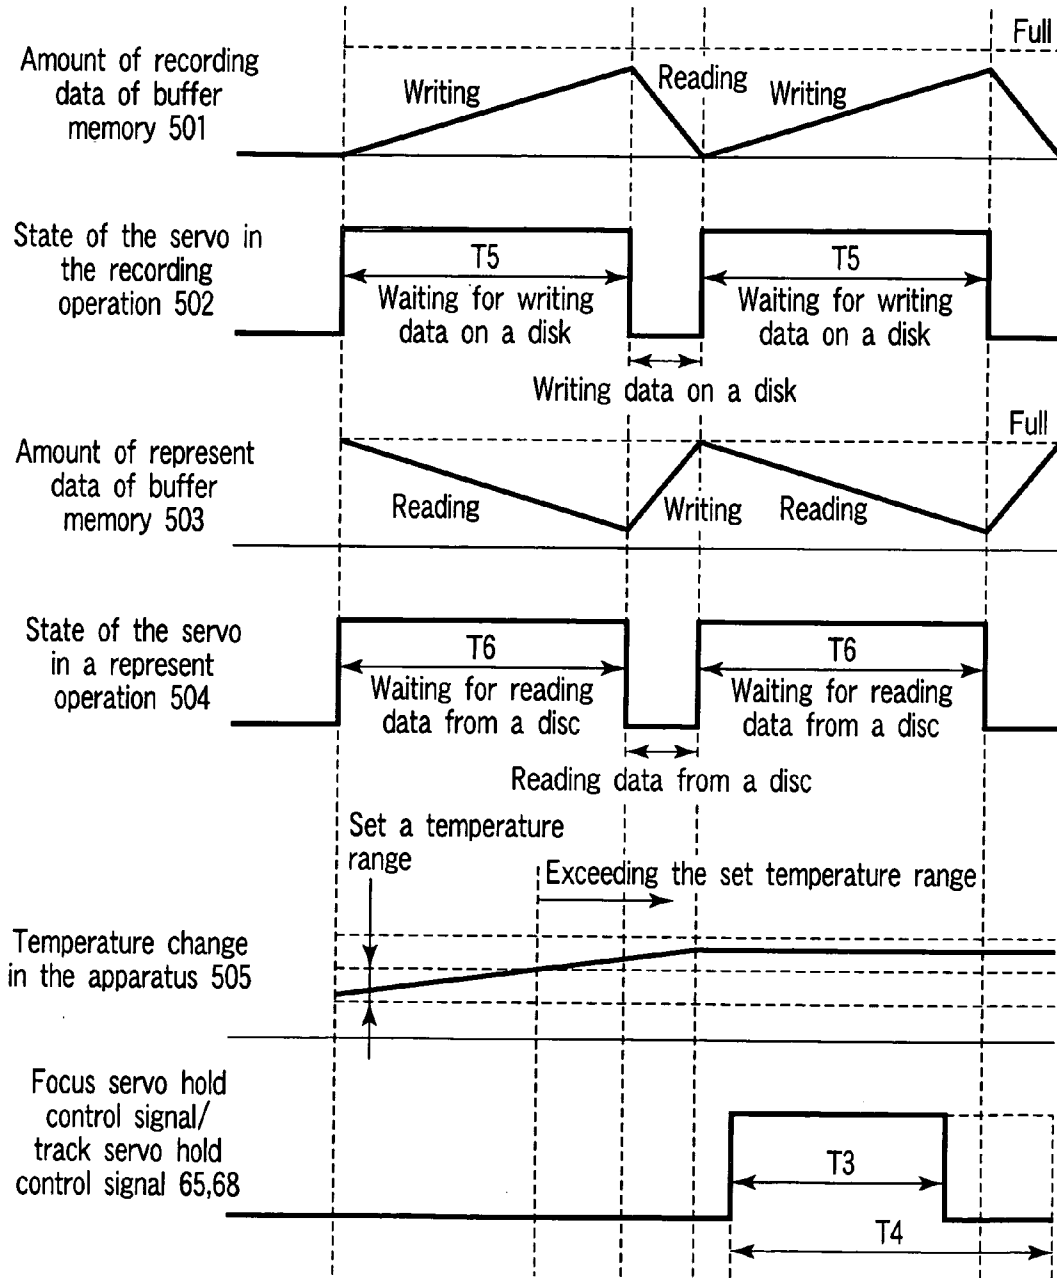 Full
Amount of recording
data of buffer
memory 501
Writing
Reading
Writing
State of the servo in
the recording
operation 502
T5
Waiting for writing
data on a disk
T5
Waiting for writing
data on a disk
Writing data on a disk
Full
Amount of represent
data of buffer
memory 503
Reading
Writing
Reading
State of the servo
in a represent
operation 504
T6
Waiting for reading
data from a disc
T6
Waiting for reading
data from a disc
Reading data from a disc
Set a temperature
range
Exceeding the set temperature range
Temperature change
in the apparatus 505
Focus servo hold
control signal/
track servo hold
control signal 65,68
T3
T4